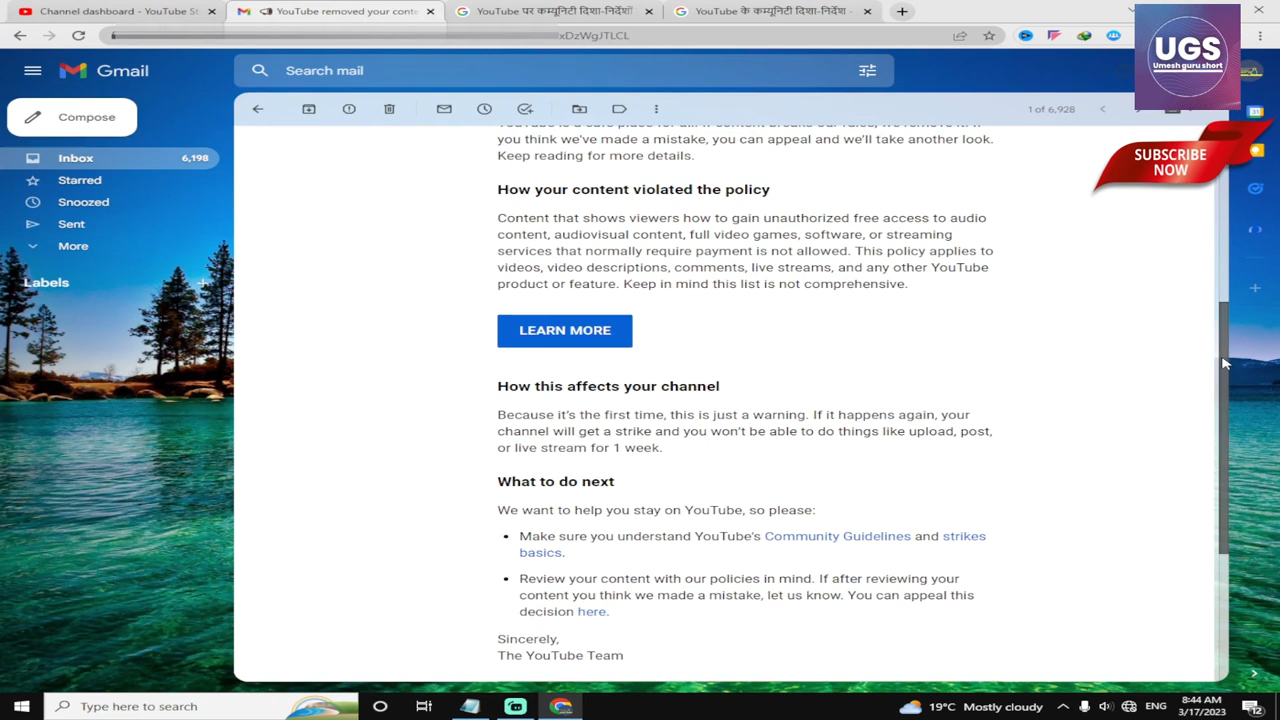 Channel dashboard - YouTube St
YouTube removed your conte
YouTube पर कम्यूनिटी दिशा-निर्देशों
YouTube के कम्यूनिटी दिशा-निर्देश -
xDzWgJTLCL
UGS
Umesh guru short
Gmail
Search mail
Compose
1 of 6,928
SUBSCRIBE
NOW
Inbox 6,198
Starred
Snoozed
Sent
More
Labels
you think we've made a mistake, you can appeal and we'll take another look.
Keep reading for more details.
How your content violated the policy
Content that shows viewers how to gain unauthorized free access to audio
content, audiovisual content, full video games, software, or streaming
services that normally require payment is not allowed. This policy applies to
videos, video descriptions, comments, live streams, and any other YouTube
product or feature. Keep in mind this list is not comprehensive.
LEARN MORE
How this affects your channel
Because it's the first time, this is just a warning. If it happens again, your
channel will get a strike and you won't be able to do things like upload, post,
or live stream for 1 week.
What to do next
We want to help you stay on YouTube, so please:
• Make sure you understand YouTube's Community Guidelines and strikes
basics.
• Review your content with our policies in mind. If after reviewing your
content you think we made a mistake, let us know. You can appeal this
decision here.
Sincerely,
The YouTube Team
Type here to search
19°C Mostly cloudy
ENG
8:44 AM
3/17/2023
12